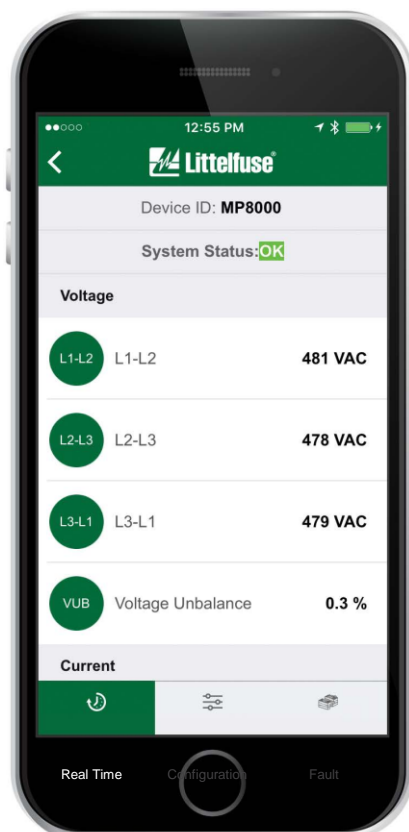 12:55 PM
Littelfuse®
Device ID: MP8000
System Status:OK
Voltage
L1-L2 L1-L2 481 VAC
L2-L3 L2-L3 478 VAC
L3-L1 L3-L1 479 VAC
VUB Voltage Unbalance 0.3 %
Current
Real Time Configuration Fault